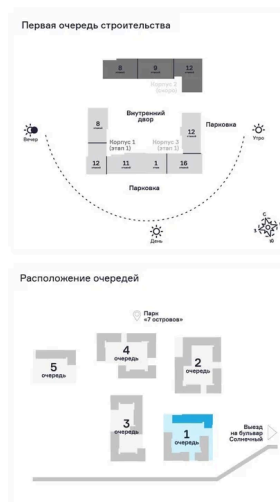 Первая очередь строительства
8 9 12
Корпус 2
Внутренний
двор
8
Корпус 1
(этап 1)
Корпус 3
(этап 1)
12
Парковка
Вечер
Утро
12 11 1 16
Парковка
День
С
З
Ю
Расположение очередей
Парк
«7 островов»
5
очередь
4
очередь
2
очередь
3
очередь
1
очередь
Выезд
на бульвар
Солнечный